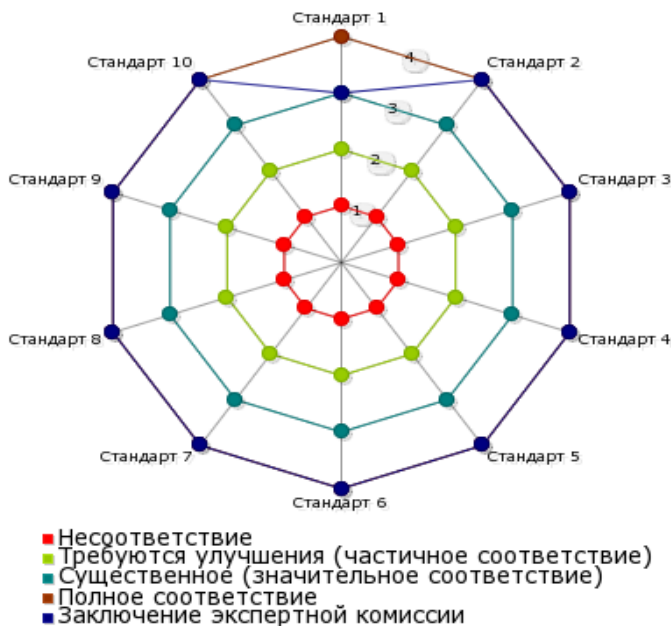 Стандарт 1
Стандарт 10
4
Стандарт 2
3
2
Стандарт 9
Стандарт 3
1
Стандарт 8
Стандарт 4
Стандарт 7
Стандарт 5
Стандарт 6
Несоответствие
Требуются улучшения (частичное соответствие)
Существенное (значительное соответствие)
Полное соответствие
Заключение экспертной комиссии